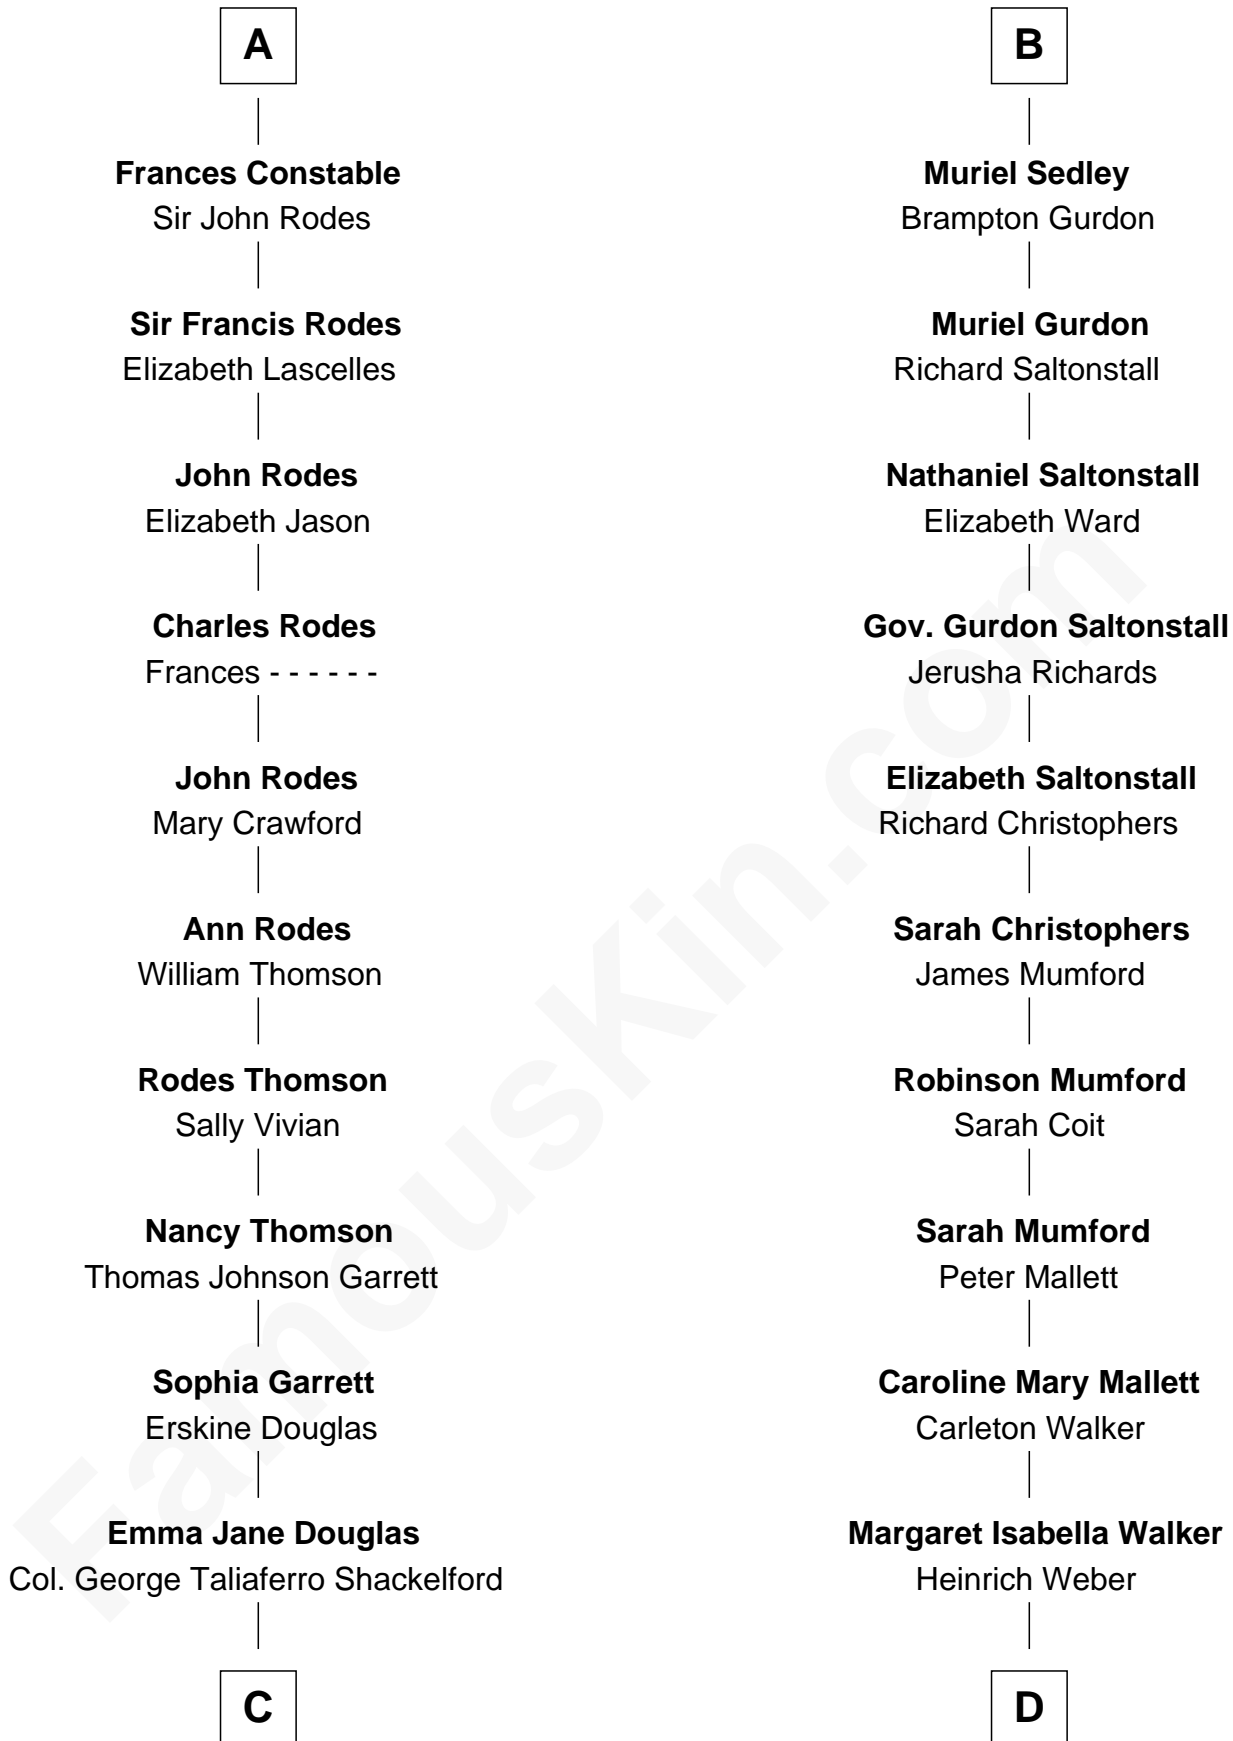 A
Frances Constable
Sir John Rodes
Sir Francis Rodes
Elizabeth Lascelles
John Rodes
Elizabeth Jason
Charles Rodes
Frances - - - - - -
John Rodes
Mary Crawford
Ann Rodes
William Thomson
Rodes Thomson
Sally Vivian
Nancy Thomson
Thomas Johnson Garrett
Sophia Garrett
Erskine Douglas
Emma Jane Douglas
Col. George Taliaferro Shackelford
C
B
Muriel Sedley
Brampton Gurdon
Muriel Gurdon
Richard Saltonstall
Nathaniel Saltonstall
Elizabeth Ward
Gov. Gurdon Saltonstall
Jerusha Richards
Elizabeth Saltonstall
Richard Christophers
Sarah Christophers
James Mumford
Robinson Mumford
Sarah Coit
Sarah Mumford
Peter Mallett
Caroline Mary Mallett
Carleton Walker
Margaret Isabella Walker
Heinrich Weber
D
FamousKin.com